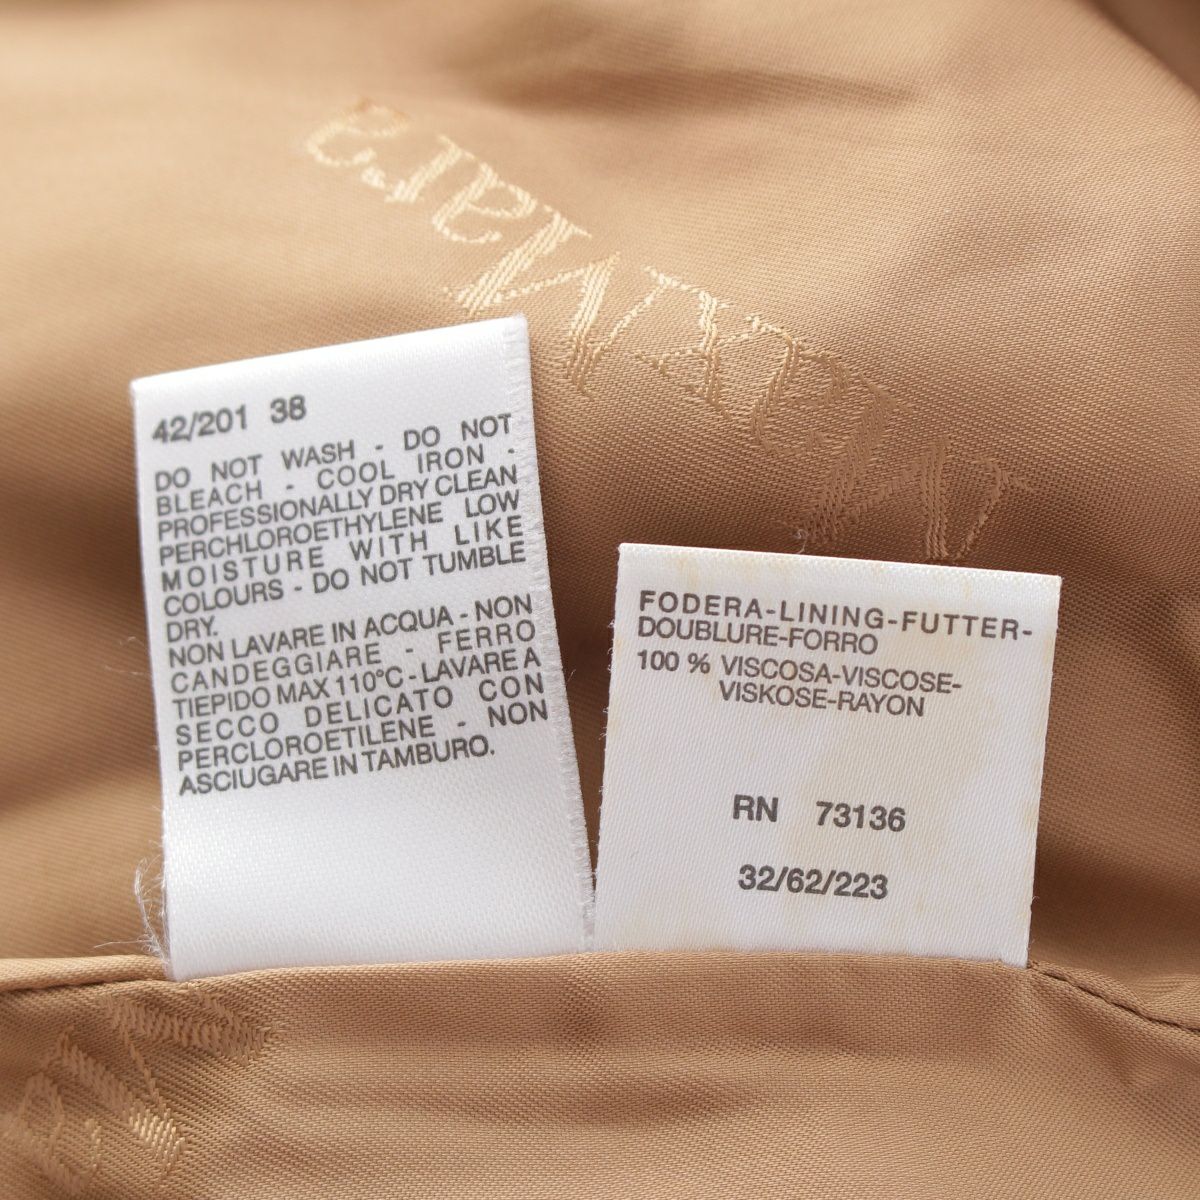 MaxMara
42/201 38
DO NOT WASH - DO NOT
BLEACH - COOL IRON -
PROFESSIONALLY DRY CLEAN
PERCHLOROETHYLENE LOW
MOISTURE WITH LIKE
COLOURS - DO NOT TUMBLE
DRY.
NON LAVARE IN ACQUA - NON
CANDEGGIARE - FERRO
TIEPIDO MAX 110°C - LAVARE A
SECCO DELICATO CON
PERCLOROETILENE - NON
ASCIUGARE IN TAMBURO.
FODERA-LINING-FUTTER-
DOUBLURE-FORRO
100 % VISCOSA-VISCOSE-
VISKOSE-RAYON
RN 73136
32/62/223